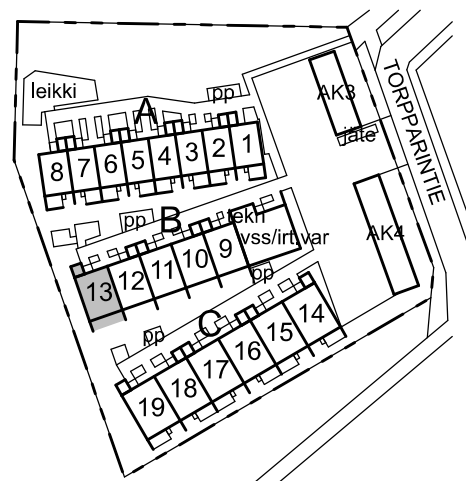 leikki
A
pp
AK3
TORPPARINTIE
jäte
8 7 6 5 4 3 2 1
pp
B
tekn
vss/irt.var
AK4
13 12 11 10 9
pp
pp
C
19 18 17 16 15 14